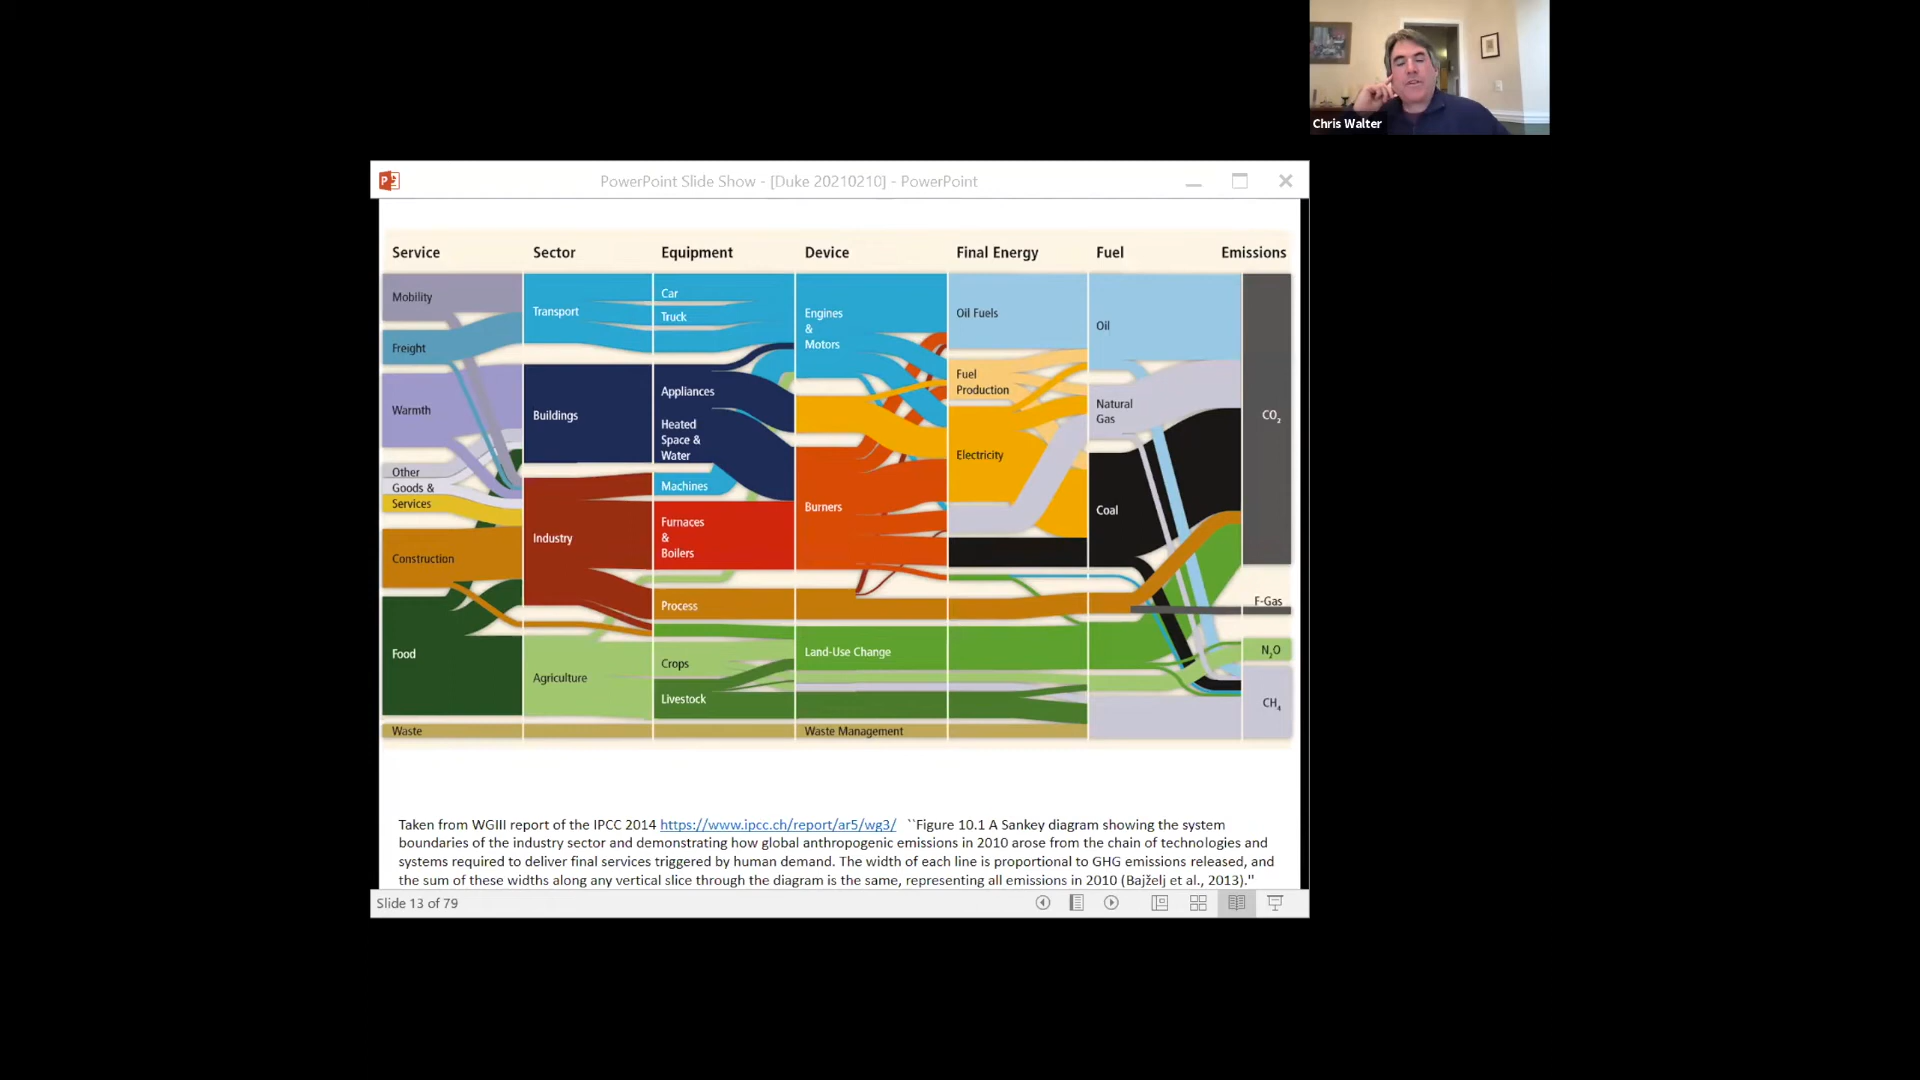 Chris Walter
PowerPoint Slide Show - [Duke 20210210] - PowerPoint
Service
Sector
Equipment
Device
Final Energy
Fuel
Emissions
Mobility
Freight
Warmth
Other
Goods &
Services
Construction
Food
Waste
Transport
Buildings
Industry
Agriculture
Car
Truck
Appliances
Heated
Space &
Water
Machines
Furnaces
&
Boilers
Process
Crops
Livestock
Engines
&
Motors
Burners
Land-Use Change
Waste Management
Oil Fuels
Fuel
Production
Electricity
Oil
Natural
Gas
Coal
CO₂
F-Gas
N₂O
CH₄
Taken from WGIII report of the IPCC 2014 https://www.ipcc.ch/report/ar5/wg3/ ``Figure 10.1 A Sankey diagram showing the system
boundaries of the industry sector and demonstrating how global anthropogenic emissions in 2010 arose from the chain of technologies and
systems required to deliver final services triggered by human demand. The width of each line is proportional to GHG emissions released, and
the sum of these widths along any vertical slice through the diagram is the same, representing all emissions in 2010 (Bajželj et al., 2013)."
Slide 13 of 79